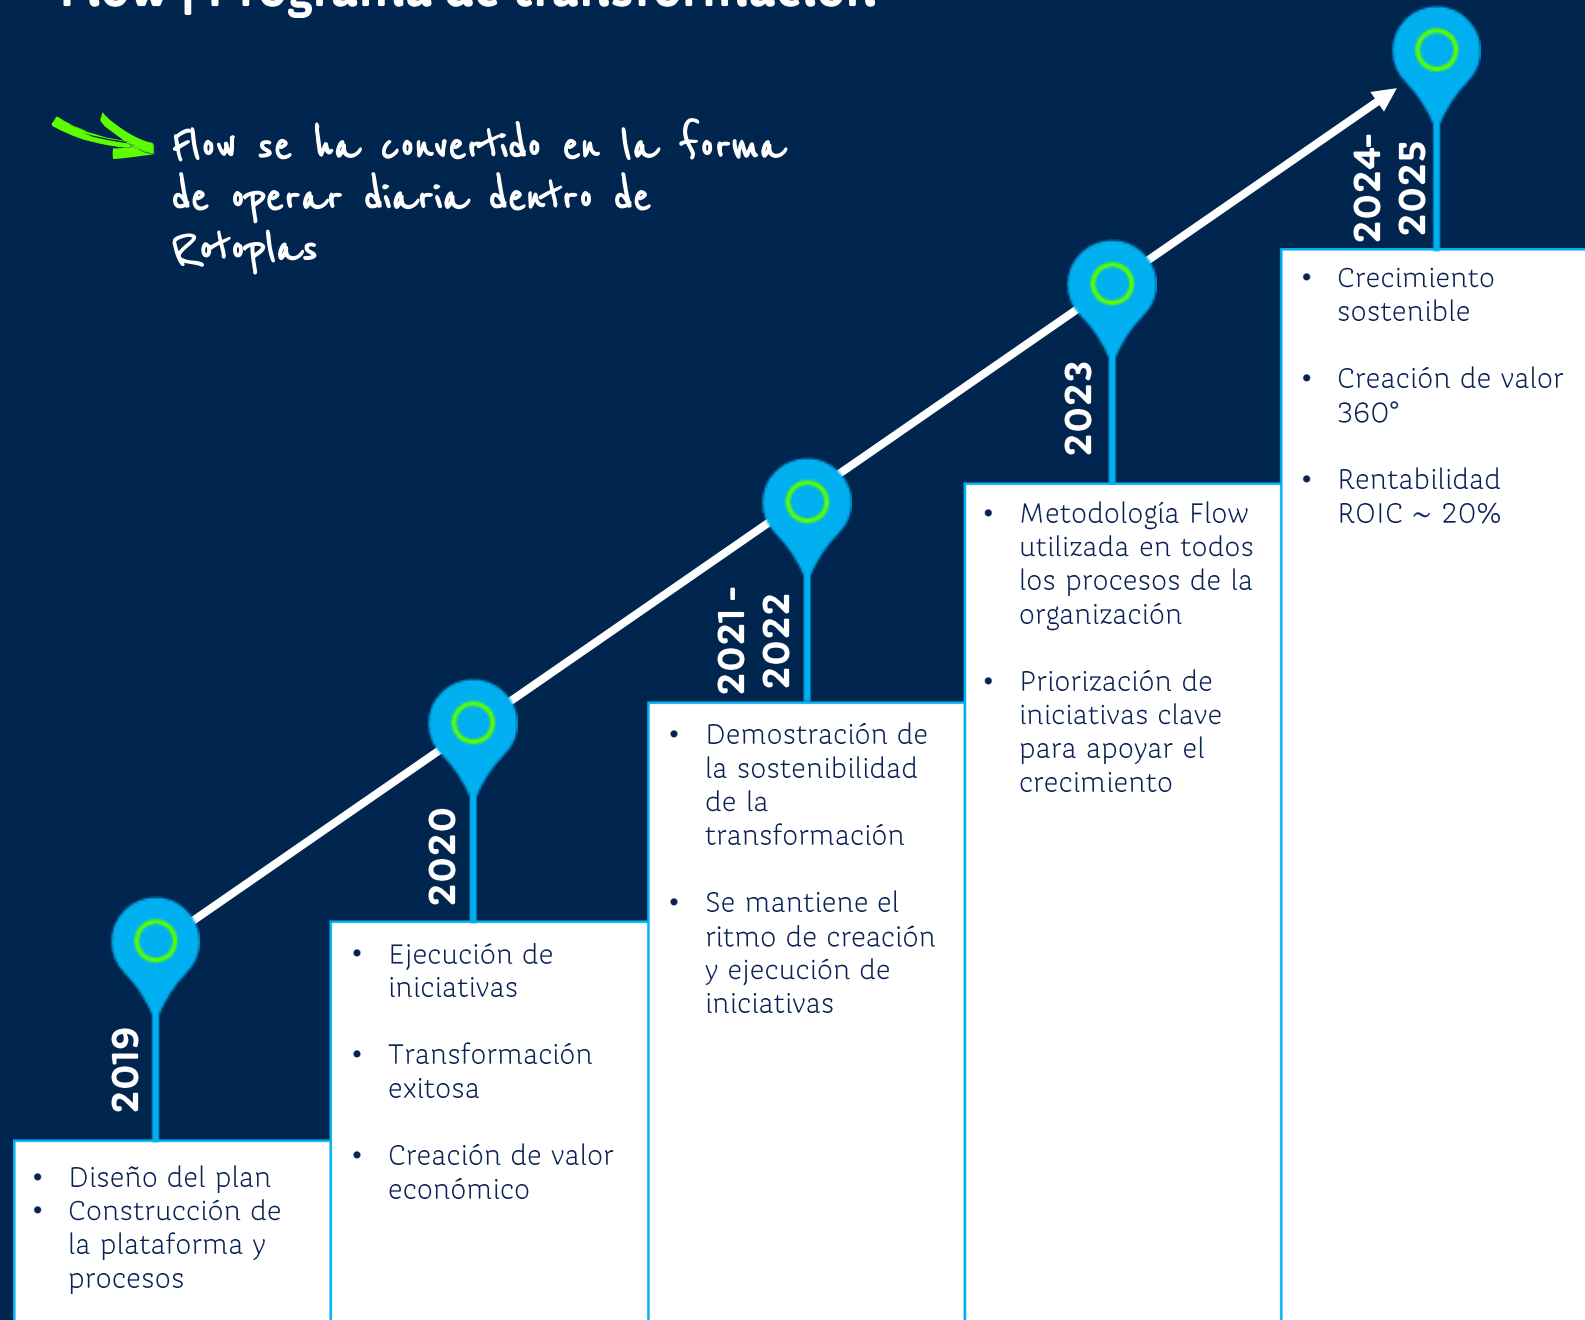 Flow | Programa de transformación
Flow se ha convertido en la forma
de operar diaria dentro de
Rotoplas
2019
• Diseño del plan
• Construcción de
la plataforma y
procesos
2020
• Ejecución de
iniciativas
• Transformación
exitosa
• Creación de valor
económico
2021-
2022
• Demostración de
la sostenibilidad
de la
transformación
• Se mantiene el
ritmo de creación
y ejecución de
iniciativas
2023
• Metodología Flow
utilizada en todos
los procesos de la
organización
• Priorización de
iniciativas clave
para apoyar el
crecimiento
2024-
2025
• Crecimiento
sostenible
• Creación de valor
360°
• Rentabilidad
ROIC ~ 20%